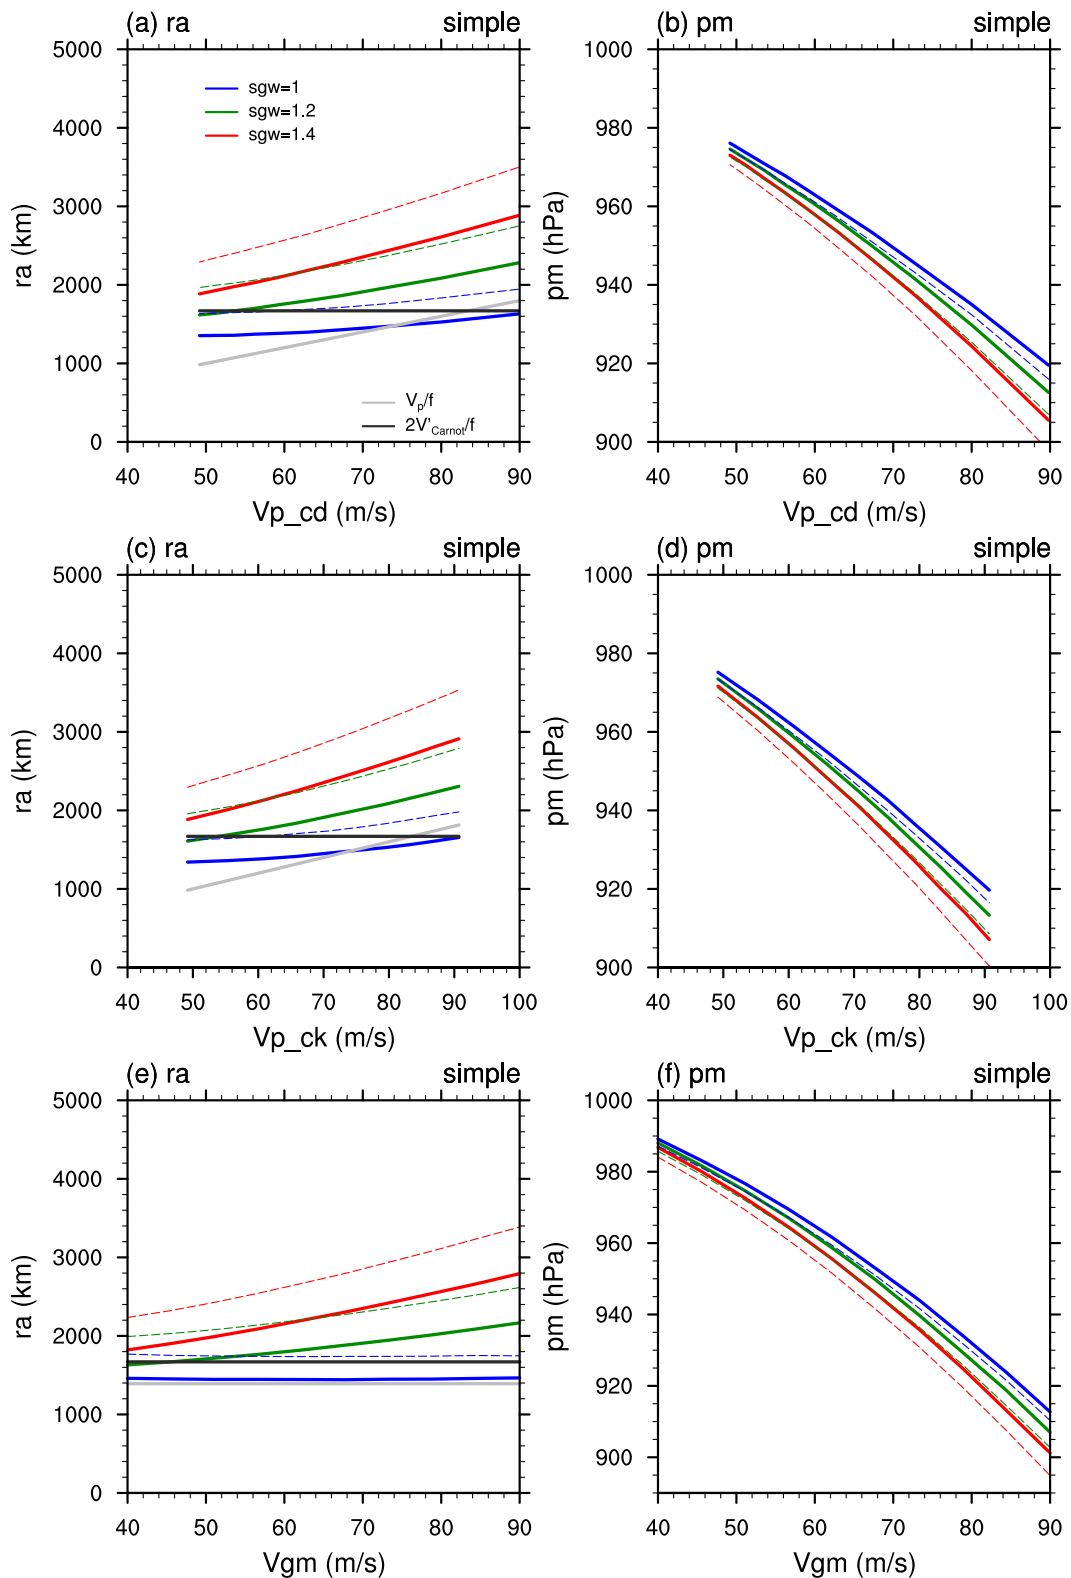 (a) ra simple
5000
4000
3000
2000
1000
0
ra (km)
sgw=1
sgw=1.2
sgw=1.4
Vp/f
2V'Carnot/f
40 50 60 70 80 90
Vp_cd (m/s)
(b) pm simple
1000
980
960
940
920
900
pm (hPa)
40 50 60 70 80 90
Vp_cd (m/s)
(c) ra simple
5000
4000
3000
2000
1000
0
ra (km)
40 50 60 70 80 90 100
Vp_ck (m/s)
(d) pm simple
1000
980
960
940
920
900
pm (hPa)
40 50 60 70 80 90 100
Vp_ck (m/s)
(e) ra simple
5000
4000
3000
2000
1000
0
ra (km)
40 50 60 70 80 90
Vgm (m/s)
(f) pm simple
1000
980
960
940
920
900
pm (hPa)
40 50 60 70 80 90
Vgm (m/s)